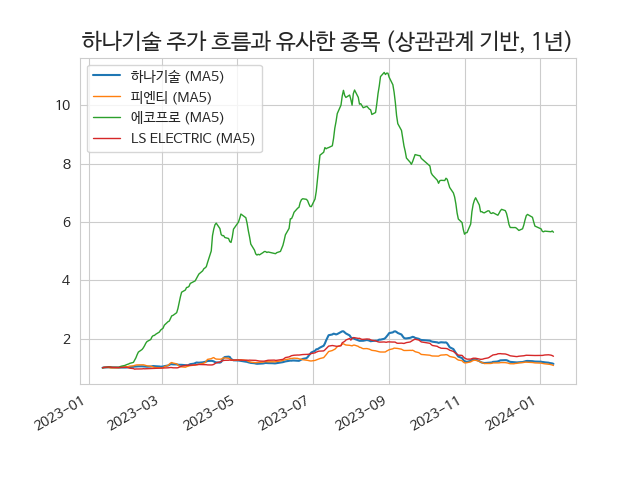 하나기술 주가 흐름과 유사한 종목 (상관관계 기반, 1년)
하나기술 (MA5)
피엔티 (MA5)
에코프로 (MA5)
LS ELECTRIC (MA5)
10
8
6
4
2
2023-01
2023-03
2023-05
2023-07
2023-09
2023-11
2024-01